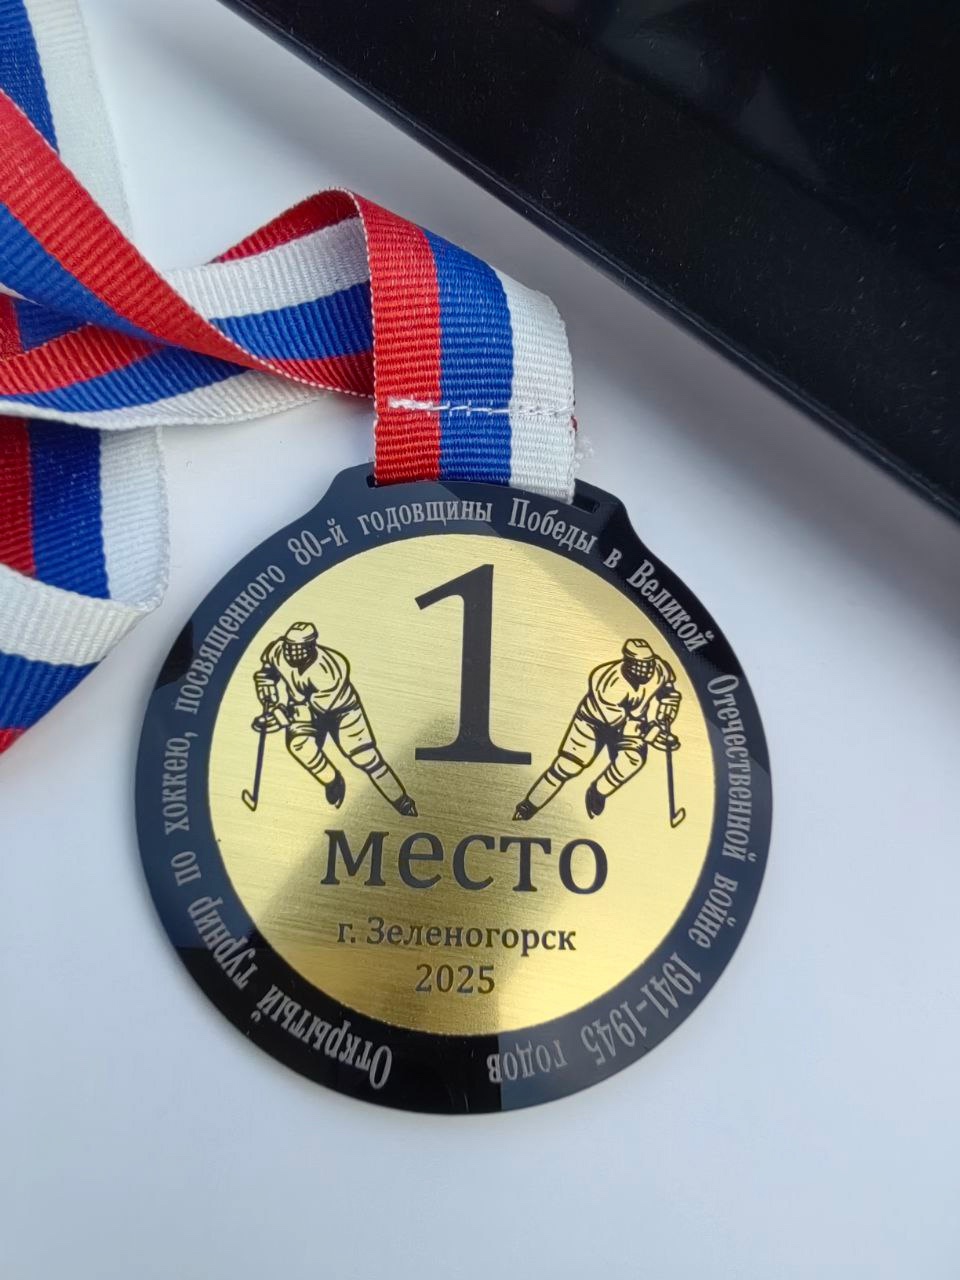 Открытый турнир по хоккею, посвященного 80-й годовщины Победы в Великой Отечественной войне 1941-1945 годов
1
место
г. Зеленогорск
2025